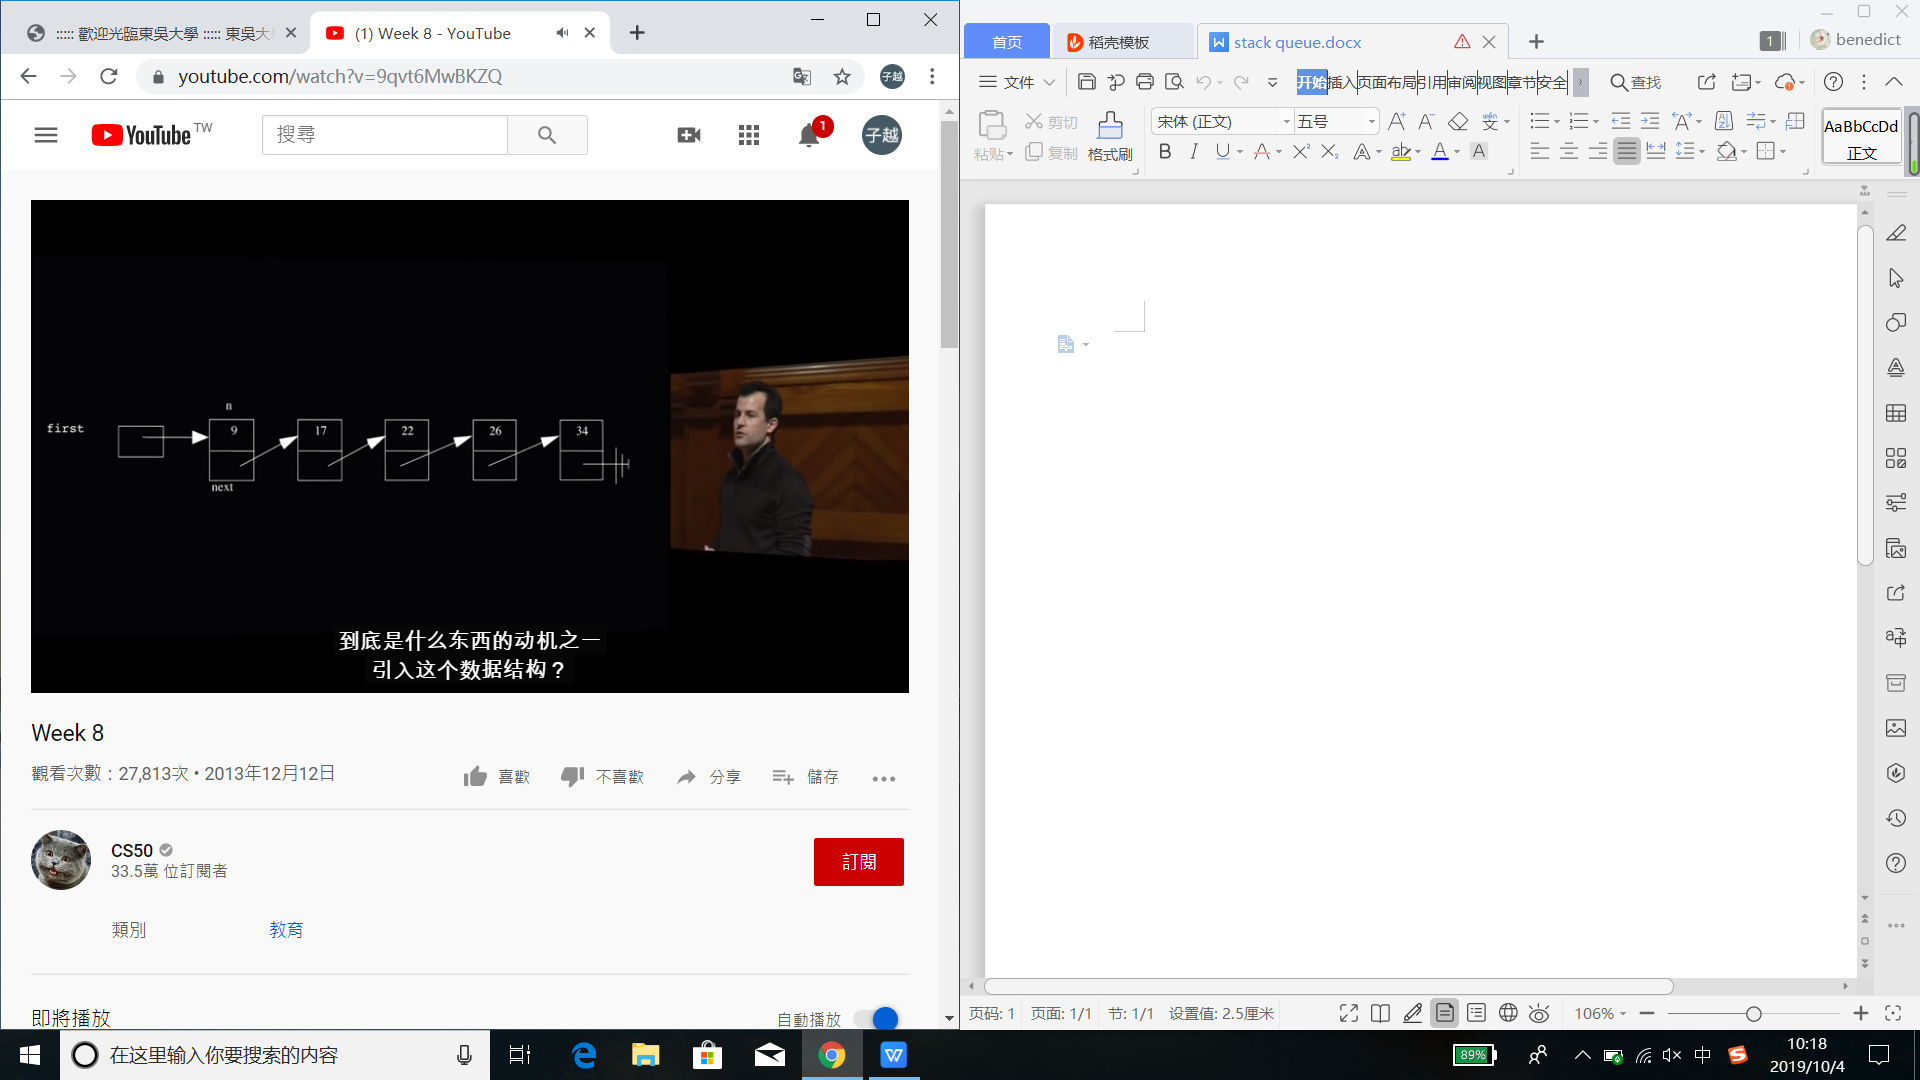 ::::: 歡迎光臨東吳大學 ::::: 東吳大
(1) Week 8 - YouTube
youtube.com/watch?v=9qvt6MwBKZQ
子越
YouTube TW
搜尋
1
子越
first
n
9
17
22
26
34
next
到底是什么东西的动机之一
引入这个数据结构？
Week 8
觀看次數：27,813次 • 2013年12月12日
喜歡
不喜歡
分享
儲存
CS50
33.5萬 位訂閱者
訂閱
類別
教育
即將播放
自動播放
首页
稻壳模板
stack queue.docx
1
benedict
文件
开始 插入 页面布局 引用 审阅 视图 章节 安全
查找
粘贴
剪切
复制
格式刷
宋体 (正文)
五号
AaBbCcDd
正文
页码: 1
页面: 1/1
节: 1/1
设置值: 2.5厘米
106%
在这里输入你要搜索的内容
89%
中
10:18
2019/10/4